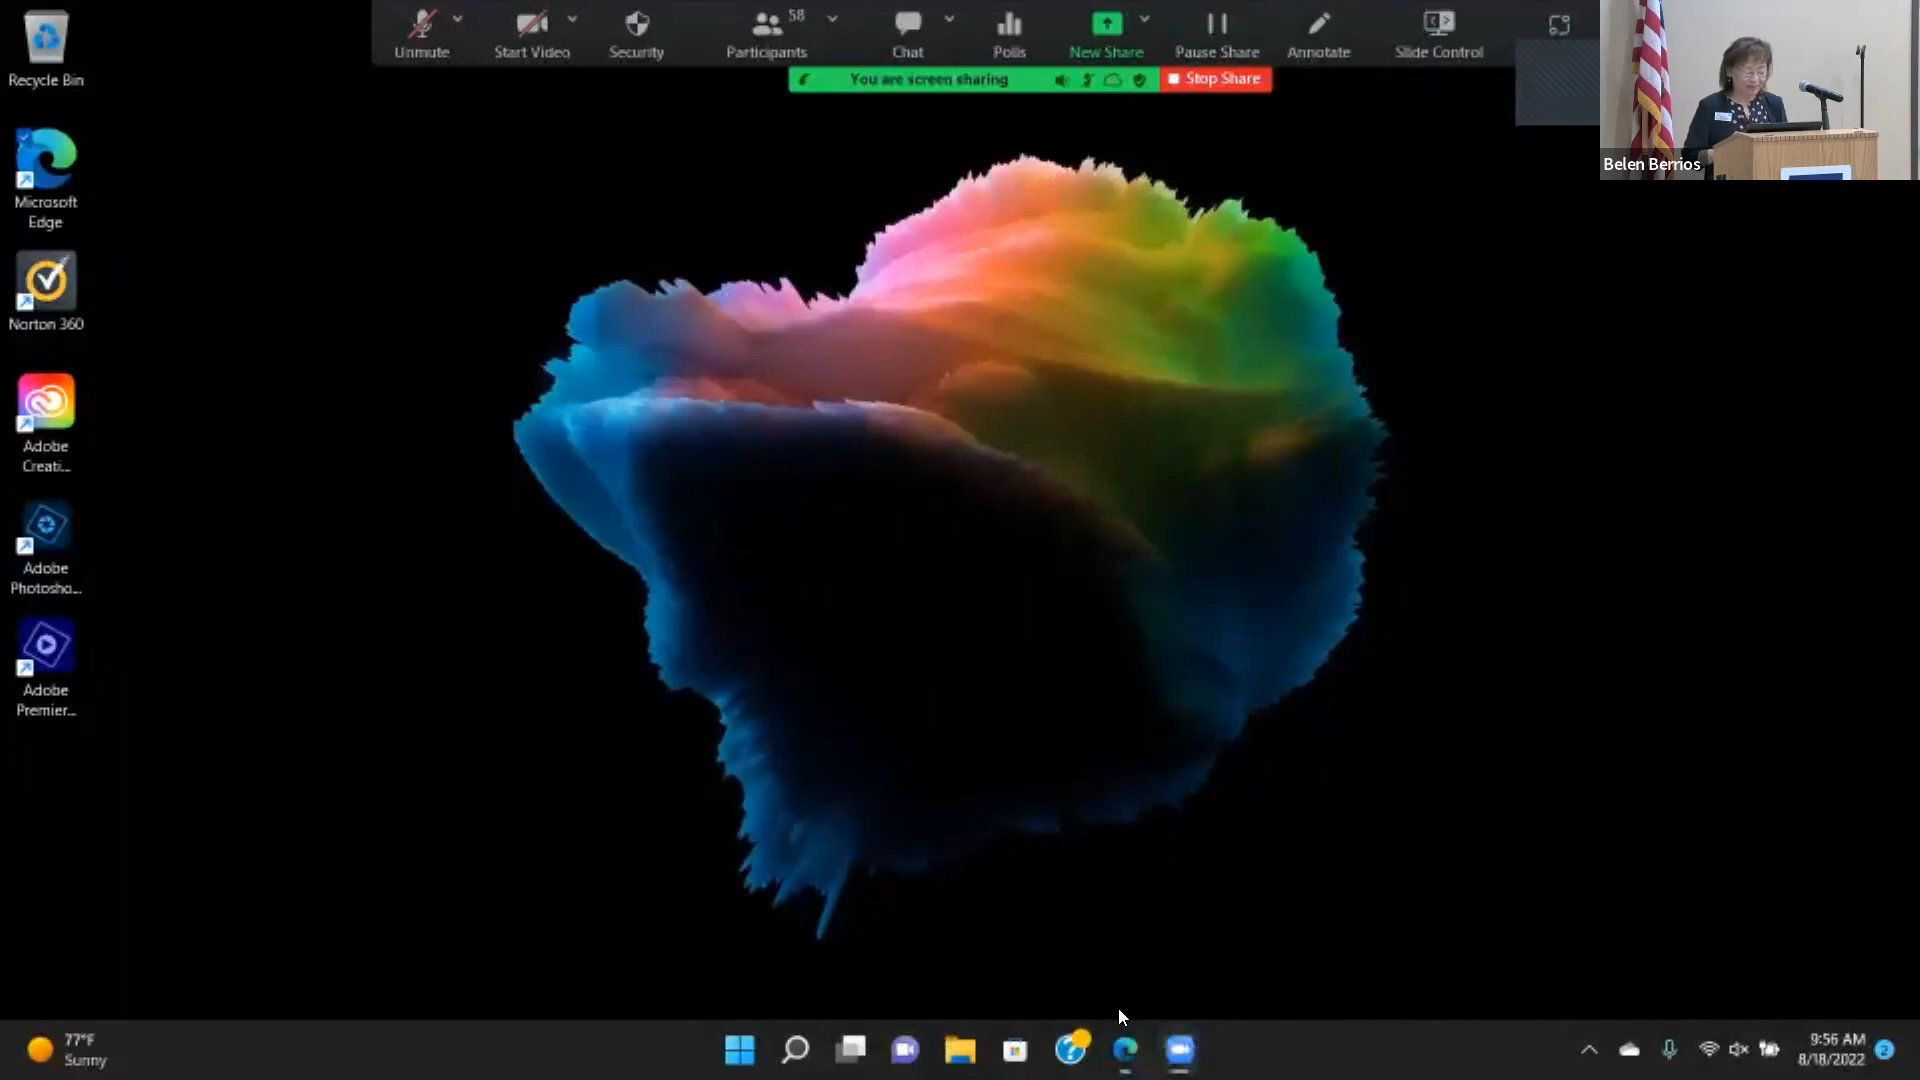 Unmute
Start Video
Security
58
Participants
Chat
Polls
New Share
Pause Share
Annotate
Slide Control
You are screen sharing
Stop Share
Belen Berrios
Recycle Bin
Microsoft
Edge
Norton 360
Adobe
Creati...
Adobe
Photosho...
Adobe
Premier...
77°F
Sunny
9:56 AM
8/18/2022
2